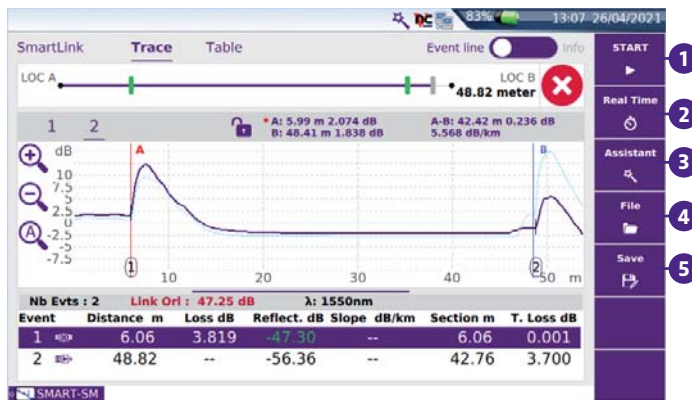 83% 13:07 26/04/2021
SmartLink Trace Table Event line Info
START
LOC A LOC B
48.82 meter
Real Time
1 2 * A: 5.99 m 2.074 dB A-B: 42.42 m 0.236 dB
B: 48.41 m 1.838 dB 5.568 dB/km
Assistant
File
Save
1
2
3
4
5
dB A B
10
7.5
5
2.5
0
-2.5
-5
-7.5
A
1 2
10 20 30 40 50 m
Nb Evts : 2 Link Orl : 47.25 dB λ: 1550nm
Event Distance m Loss dB Reflect. dB Slope dB/km Section m T. Loss dB
1 6.06 3.819 -47.30 -- 6.06 0.001
2 48.82 -- -56.36 -- 42.76 3.700
SMART-SM